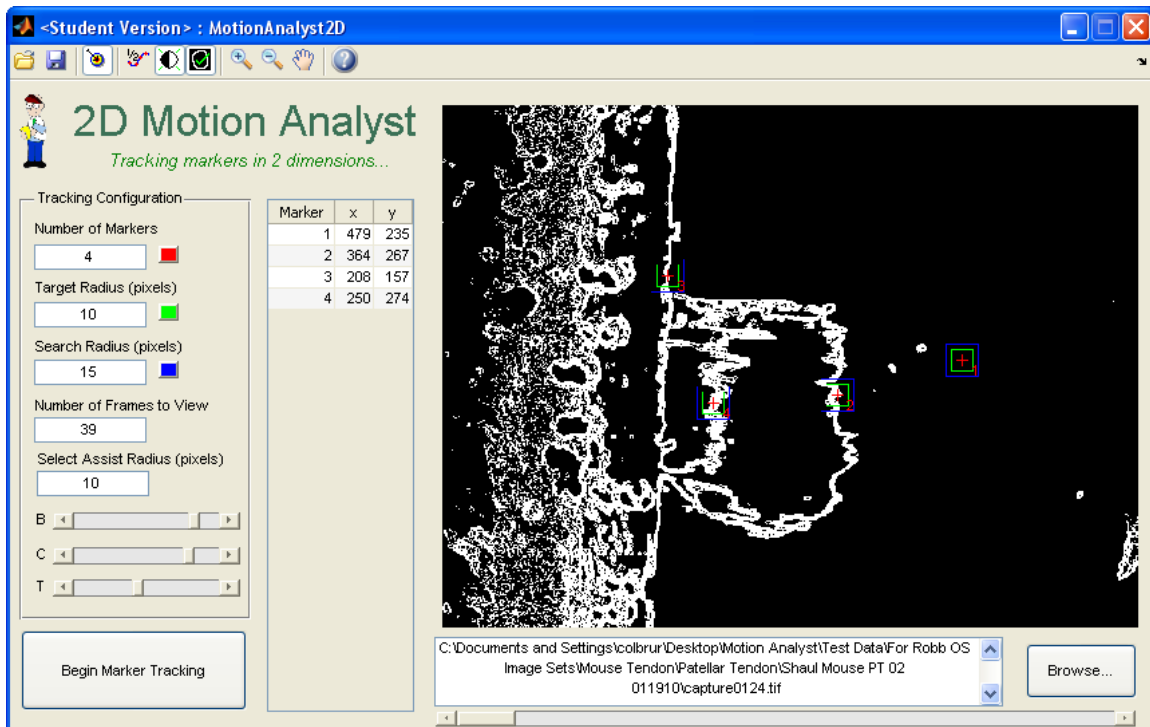 <Student Version> : MotionAnalyst2D
2D Motion Analyst
Tracking markers in 2 dimensions...
Tracking Configuration
Number of Markers
4
Target Radius (pixels)
10
Search Radius (pixels)
15
Number of Frames to View
39
Select Assist Radius (pixels)
10
B
C
T
Begin Marker Tracking
Marker x y
1 479 235
2 364 267
3 208 157
4 250 274
3
1
2
4
C:\Documents and Settings\colbrur\Desktop\Motion Analyst\Test Data\For Robb OS
Image Sets\Mouse Tendon\Patellar Tendon\Shaul Mouse PT 02
011910\capture0124.tif
Browse...